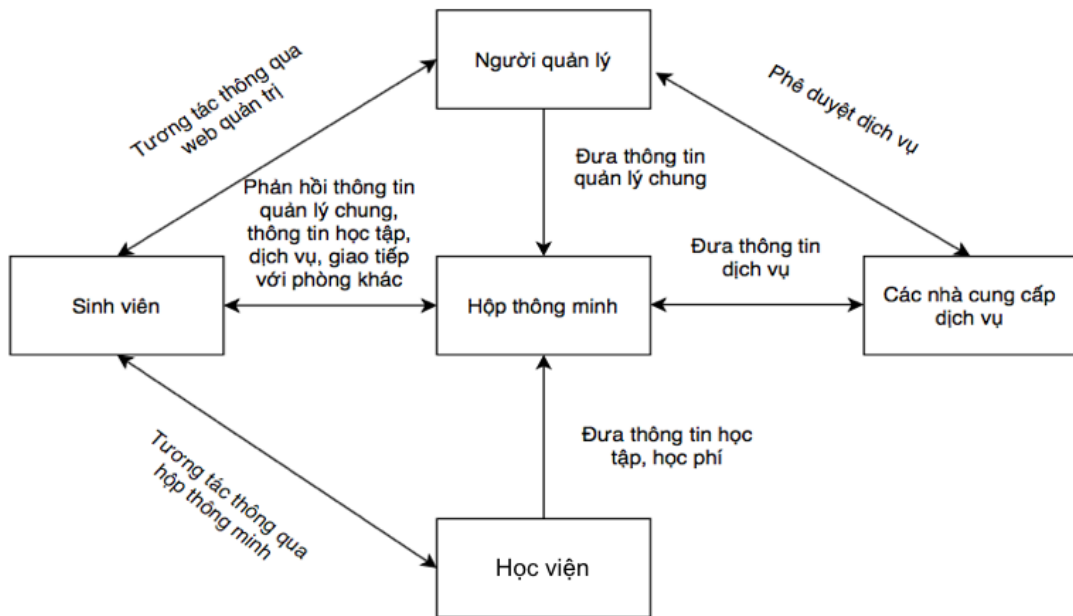 Người quản lý
Tương tác thông qua
web quản trị
Phê duyệt dịch vụ
Đưa thông tin
quản lý chung
Phản hồi thông tin
quản lý chung,
thông tin học tập,
dịch vụ, giao tiếp
với phòng khác
Đưa thông tin
dịch vụ
Sinh viên
Hộp thông minh
Các nhà cung cấp
dịch vụ
Tương tác thông qua
hộp thông minh
Đưa thông tin học
tập, học phí
Học viện